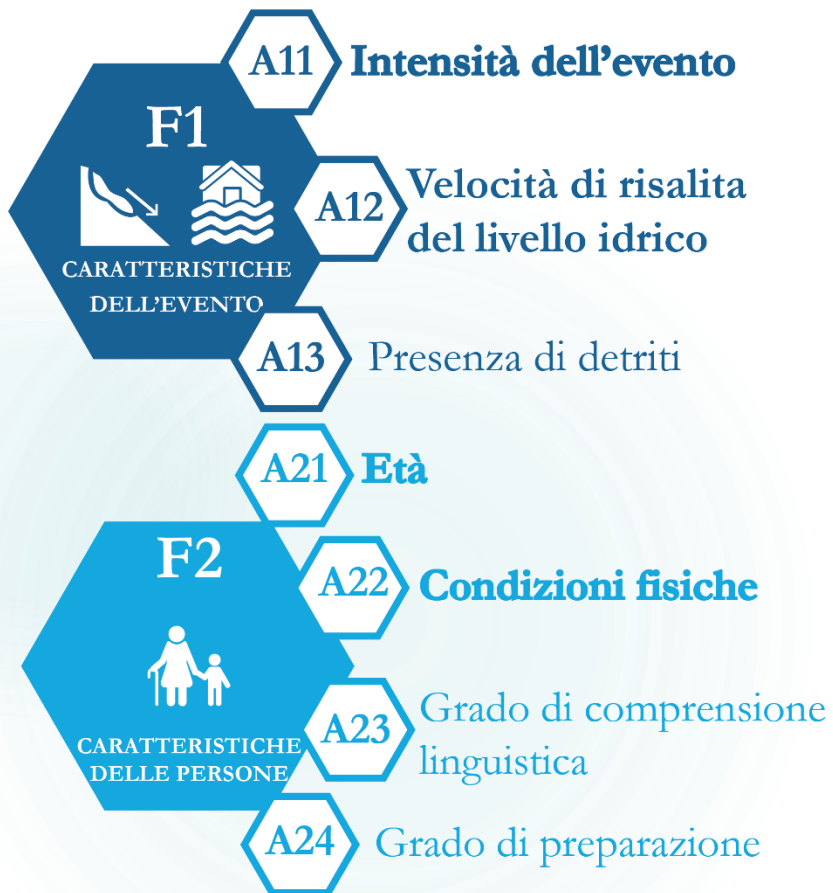 F1
CARATTERISTICHE
DELL'EVENTO
A11
Intensità dell'evento
A12
Velocità di risalita
del livello idrico
A13
Presenza di detriti
F2
CARATTERISTICHE
DELLE PERSONE
A21
Età
A22
Condizioni fisiche
A23
Grado di comprensione
linguistica
A24
Grado di preparazione